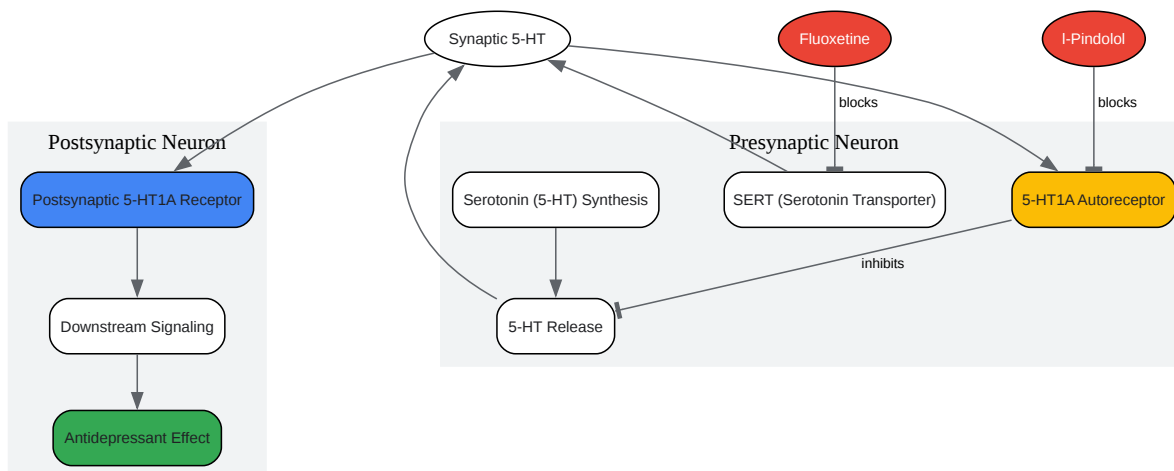 Synaptic 5-HT
Fluoxetine
l-Pindolol
blocks
blocks
Postsynaptic Neuron
Presynaptic Neuron
Postsynaptic 5-HT1A Receptor
Serotonin (5-HT) Synthesis
SERT (Serotonin Transporter)
5-HT1A Autoreceptor
inhibits
Downstream Signaling
5-HT Release
Antidepressant Effect